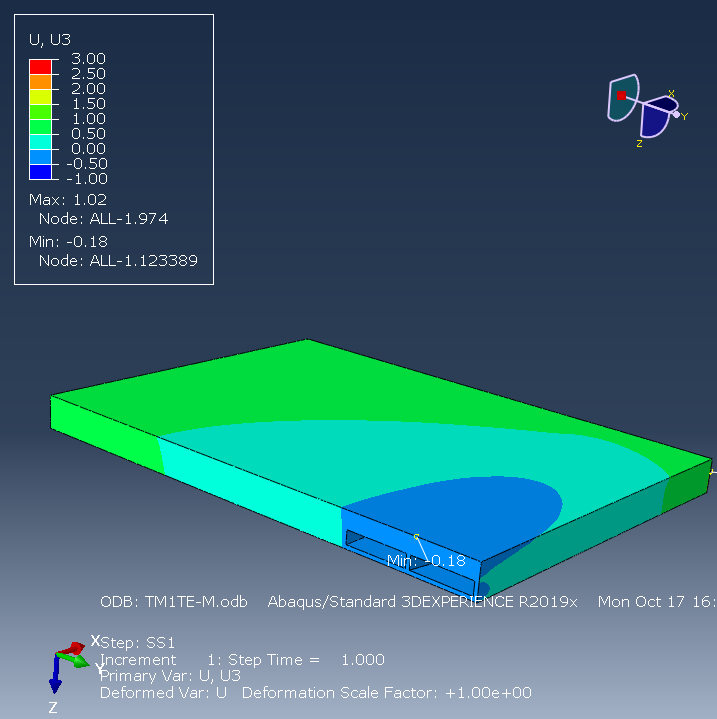 U, U3
3.00
2.50
2.00
1.50
1.00
0.50
0.00
-0.50
-1.00
Max: 1.02
Node: ALL-1.974
Min: -0.18
Node: ALL-1.123389
X
Y
Z
Min: -0.18
ODB: TM1TE-M.odb Abaqus/Standard 3DEXPERIENCE R2019x Mon Oct 17 16:
X
Y
Z
Step: SS1
Increment 1: Step Time = 1.000
Primary Var: U, U3
Deformed Var: U Deformation Scale Factor: +1.00e+00